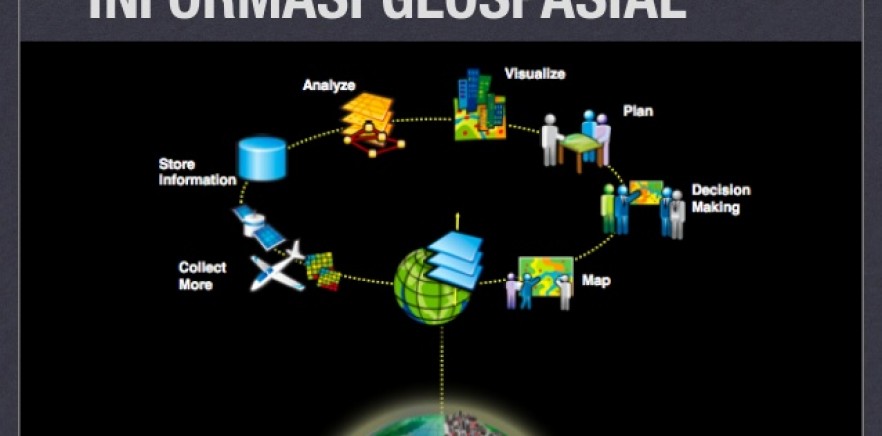 INFORMASI GEOSPASIAL
Analyze
Visualize
Plan
Store
Information
Decision
Making
Collect
More
Map